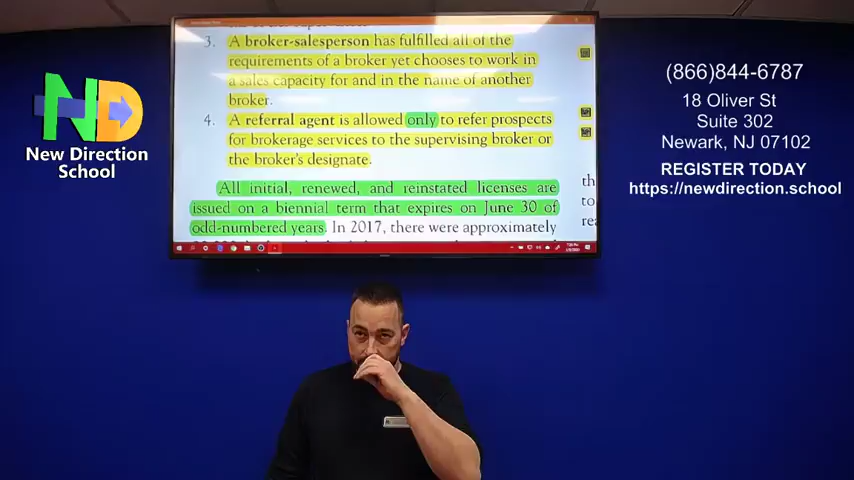 3. A broker-salesperson has fulfilled all of the
requirements of a broker yet chooses to work in
a sales capacity for and in the name of another
broker.
4. A referral agent is allowed only to refer prospects
for brokerage services to the supervising broker or
the broker's designate.
All initial, renewed, and reinstated licenses are
issued on a biennial term that expires on June 30 of
odd-numbered years. In 2017, there were approximately
th
to
rea
ND
New Direction
School
(866)844-6787
18 Oliver St
Suite 302
Newark, NJ 07102
REGISTER TODAY
https://newdirection.school